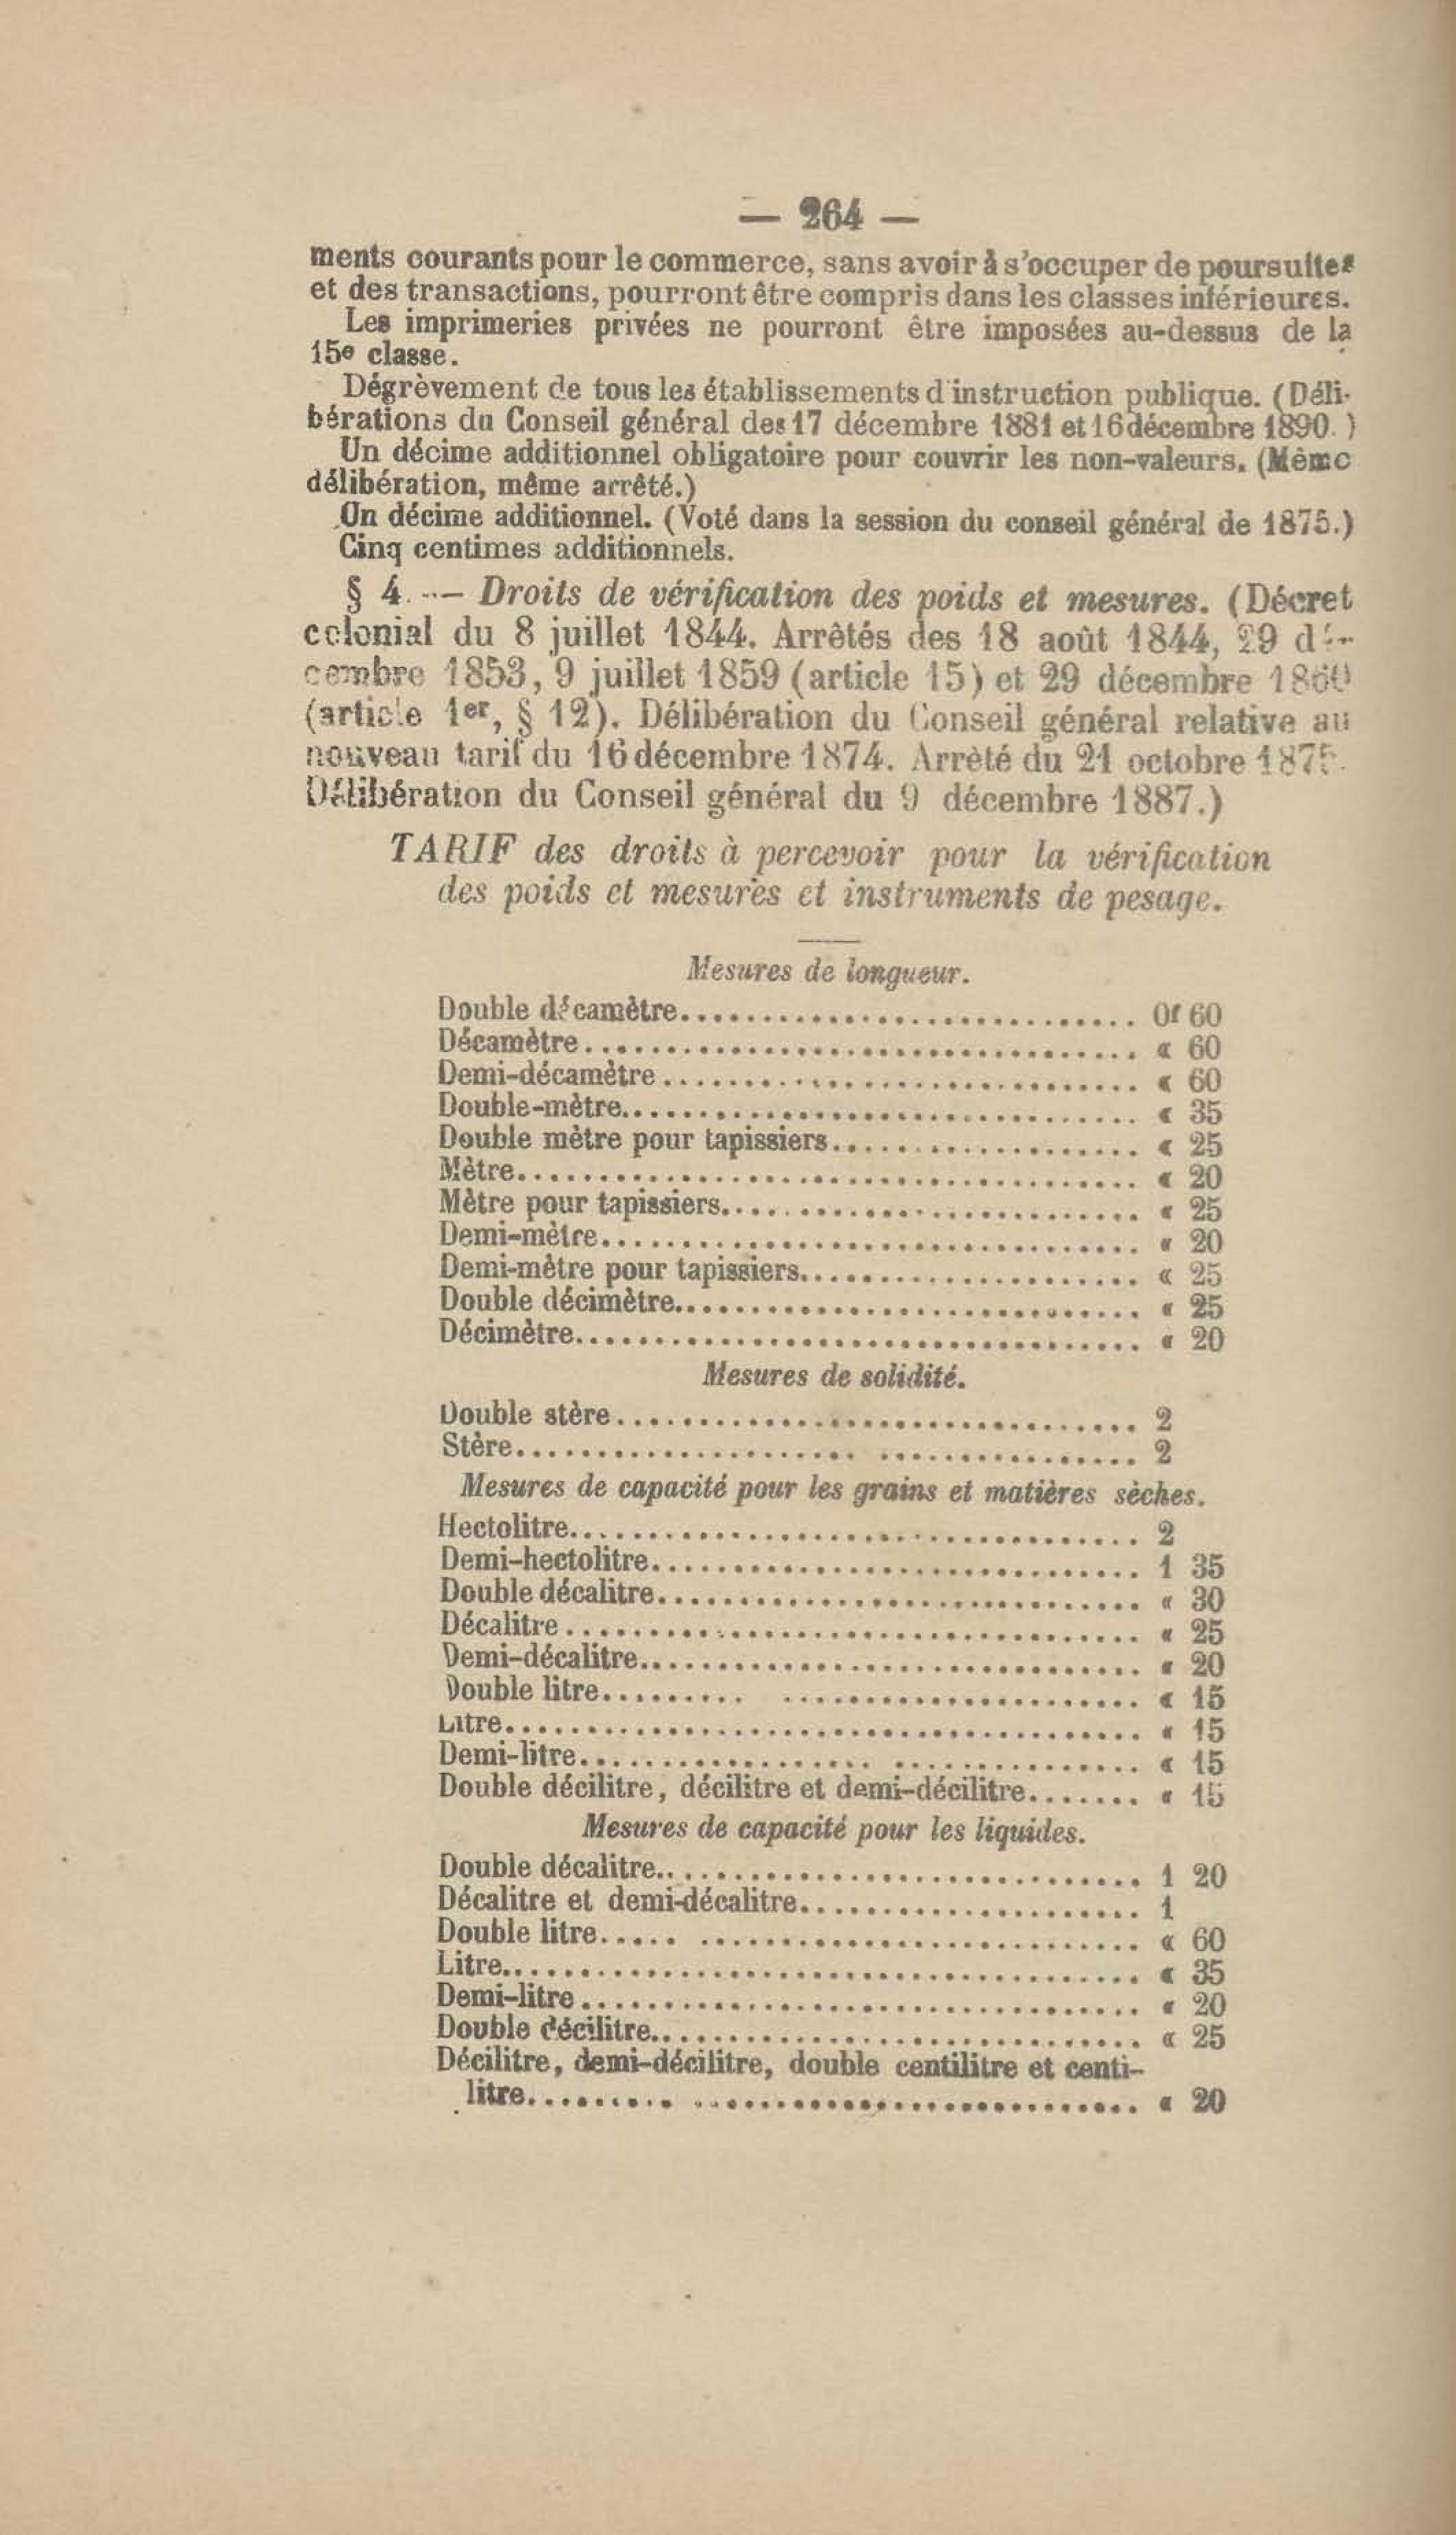 — 264 —
ments courants pour le commerce, sans avoir à s'occuper de poursuites
et des transactions, pourront être compris dans les classes inférieures.
Les imprimeries privées ne pourront être imposées au-dessus de la
15e classe.
Dégrèvement de tous les établissements d'instruction publique. (Déli-
bérations du Conseil général des 17 décembre 1881 et 16 décembre 1890.)
Un décime additionnel obligatoire pour couvrir les non-valeurs. (Même
délibération, même arrêté.)
Un décime additionnel. (Voté dans la session du conseil général de 1875.)
Cinq centimes additionnels.
§ 4. — Droits de vérification des poids et mesures. (Décret
colonial du 8 juillet 1844. Arrêtés des 18 août 1844, 29 dé-
cembre 1853, 9 juillet 1859 (article 15) et 29 décembre 1860
(article 1er, § 12). Délibération du Conseil général relative au
nouveau tarif du 16 décembre 1874. Arrêté du 21 octobre 1875.
Délibération du Conseil général du 9 décembre 1887.)
TARIF des droits à percevoir pour la vérification
des poids et mesures et instruments de pesage.
Mesures de longueur.
Double décamètre........ 0f 60
Décamètre........ « 60
Demi-décamètre........ « 60
Double-mètre........ « 35
Double mètre pour tapissiers........ « 25
Mètre........ « 20
Mètre pour tapissiers........ « 25
Demi-mètre........ « 20
Demi-mètre pour tapissiers........ « 25
Double décimètre........ « 25
Décimètre........ « 20
Mesures de solidité.
Double stère........ 2
Stère........ 2
Mesures de capacité pour les grains et matières sèches.
Hectolitre........ 2
Demi-hectolitre........ 1 35
Double décalitre........ « 30
Décalitre........ « 25
Demi-décalitre........ « 20
Double litre........ « 15
Litre........ « 15
Demi-litre........ « 15
Double décilitre, décilitre et demi-décilitre........ « 15
Mesures de capacité pour les liquides.
Double décalitre........ 1 20
Décalitre et demi-décalitre........ 1
Double litre........ « 60
Litre........ « 35
Demi-litre........ « 20
Double décilitre........ « 25
Décilitre, demi-décilitre, double centilitre et centi-
litre........ « 20